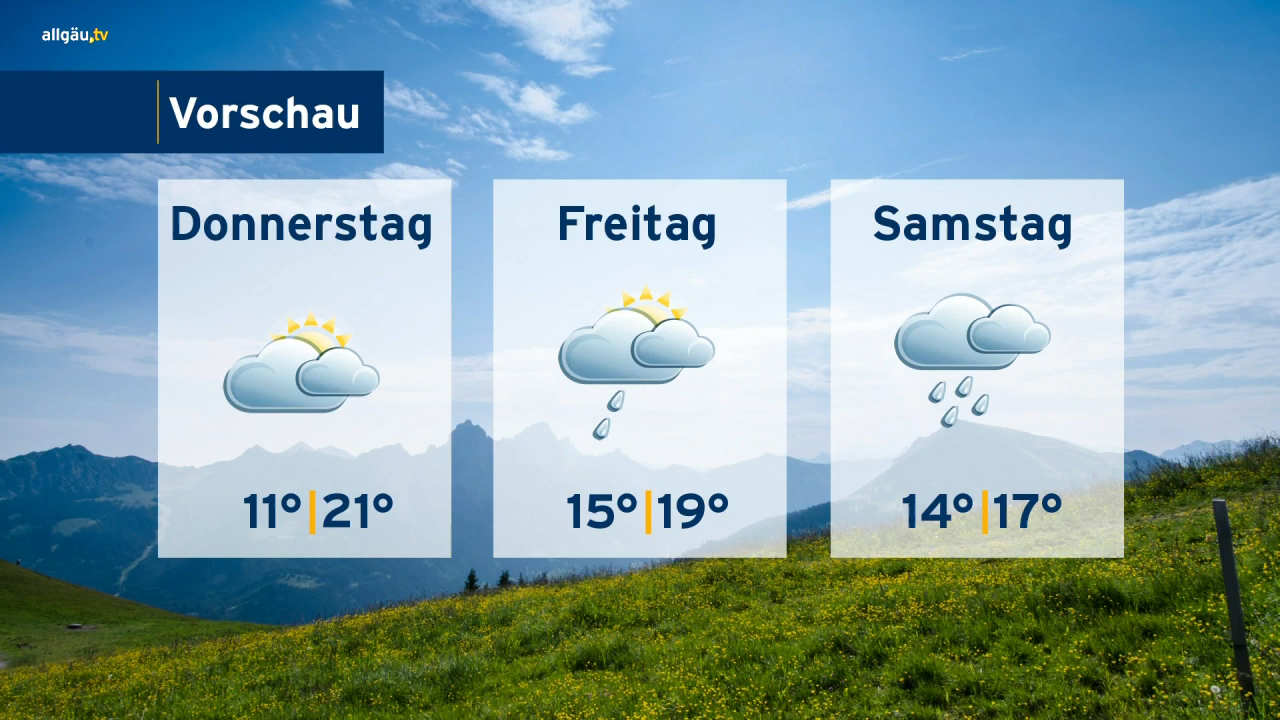 allgäu.tv
Vorschau
Donnerstag
Freitag
Samstag
11°|21°
15°|19°
14°|17°